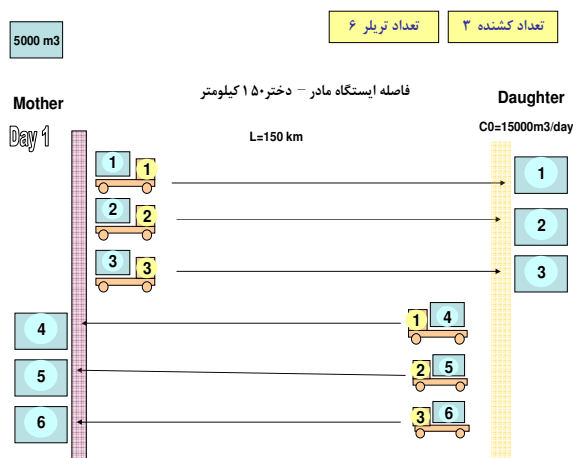 5000 m3
تعداد تریلر ۶
تعداد کشنده ۳
فاصله ایستگاه مادر - دختر۱۵۰ کیلومتر
Mother
Daughter
Day 1
L=150 km
C0=15000m3/day
1 1 1
2 2 2
3 3 3
4 1 4
5 2 5
6 3 6